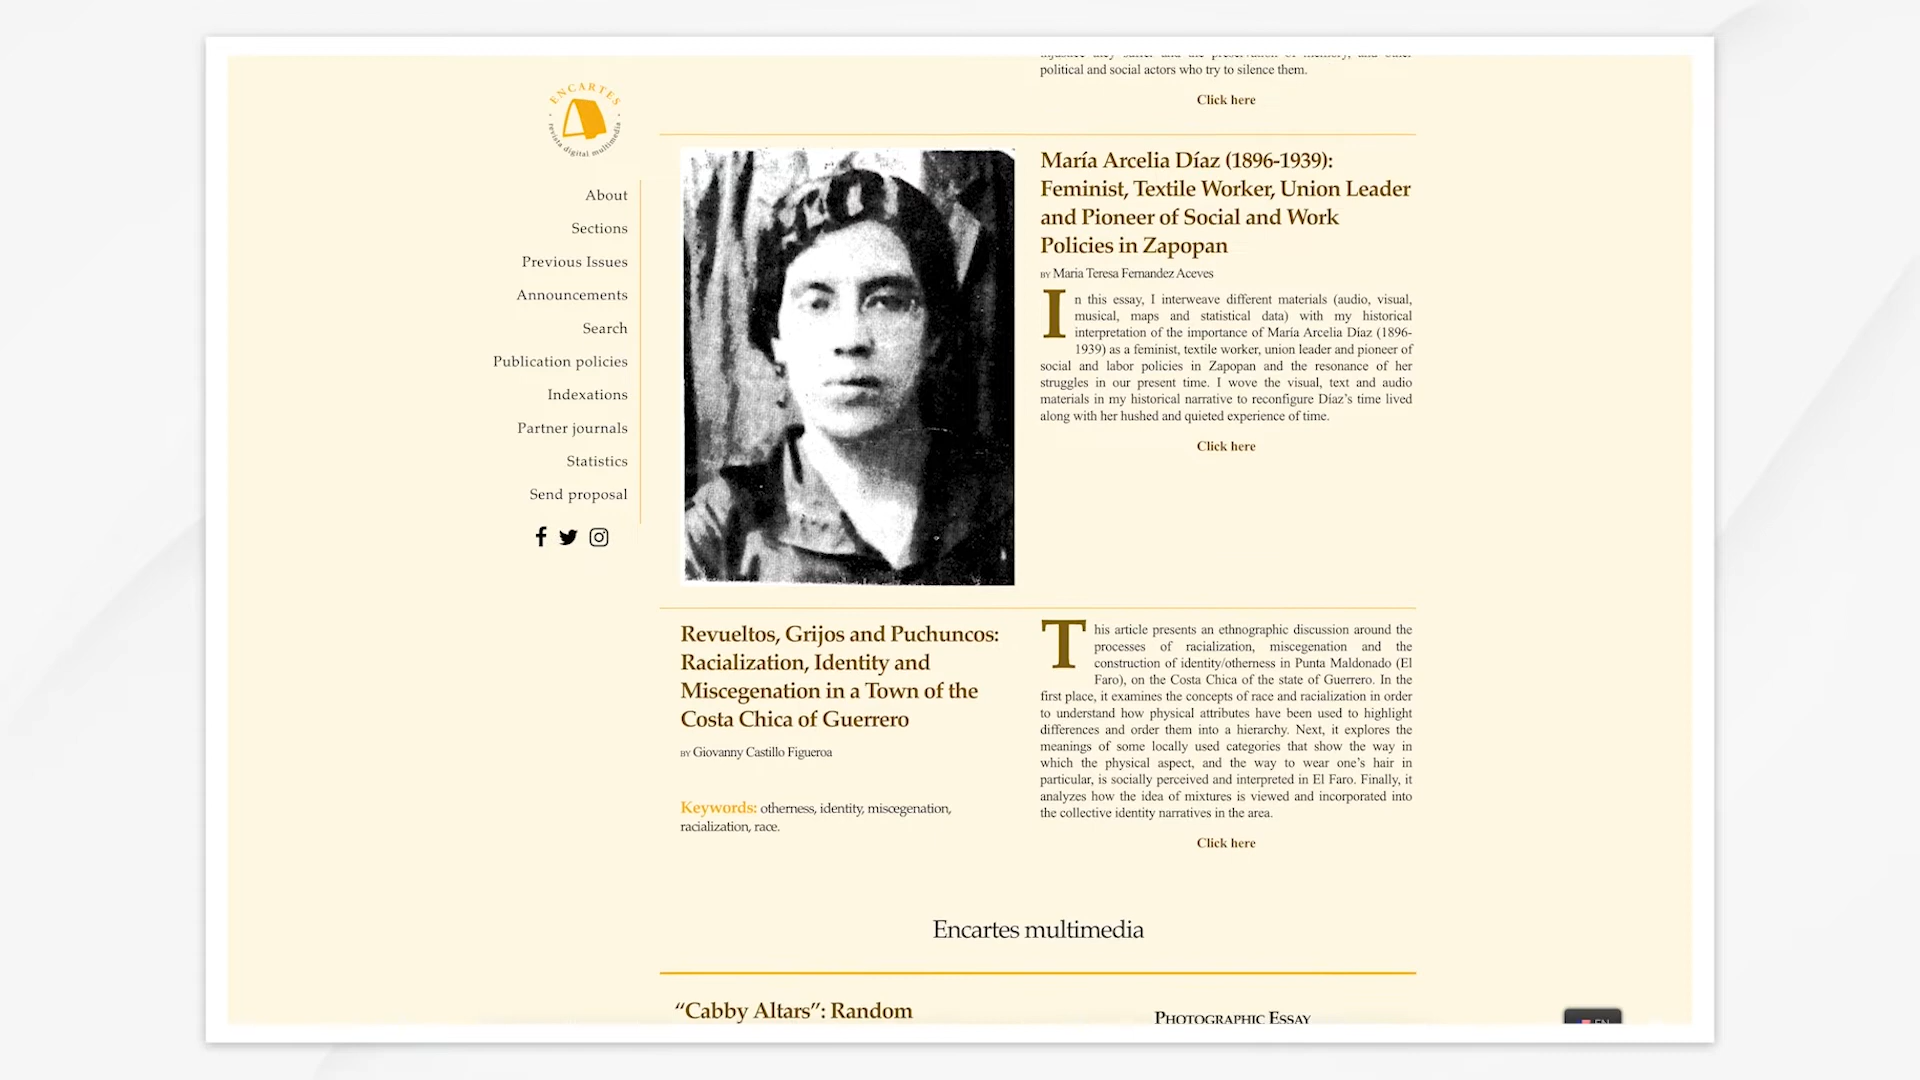 ENCARTES
revista digital multimedia
About
Sections
Previous Issues
Announcements
Search
Publication policies
Indexations
Partner journals
Statistics
Send proposal
injustice they suffer and the preservation of memory, and other
political and social actors who try to silence them.
Click here
María Arcelia Díaz (1896-1939):
Feminist, Textile Worker, Union Leader
and Pioneer of Social and Work
Policies in Zapopan
BY Maria Teresa Fernandez Aceves
In this essay, I interweave different materials (audio, visual,
musical, maps and statistical data) with my historical
interpretation of the importance of María Arcelia Díaz (1896-
1939) as a feminist, textile worker, union leader and pioneer of
social and labor policies in Zapopan and the resonance of her
struggles in our present time. I wove the visual, text and audio
materials in my historical narrative to reconfigure Díaz's time lived
along with her hushed and quieted experience of time.
Click here
Revueltos, Grijos and Puchuncos:
Racialization, Identity and
Miscegenation in a Town of the
Costa Chica of Guerrero
BY Giovanny Castillo Figueroa
Keywords: otherness, identity, miscegenation,
racialization, race.
This article presents an ethnographic discussion around the
processes of racialization, miscegenation and the
construction of identity/otherness in Punta Maldonado (El
Faro), on the Costa Chica of the state of Guerrero. In the
first place, it examines the concepts of race and racialization in order
to understand how physical attributes have been used to highlight
differences and order them into a hierarchy. Next, it explores the
meanings of some locally used categories that show the way in
which the physical aspect, and the way to wear one's hair in
particular, is socially perceived and interpreted in El Faro. Finally, it
analyzes how the idea of mixtures is viewed and incorporated into
the collective identity narratives in the area.
Click here
Encartes multimedia
“Cabby Altars”: Random
PHOTOGRAPHIC ESSAY
EN